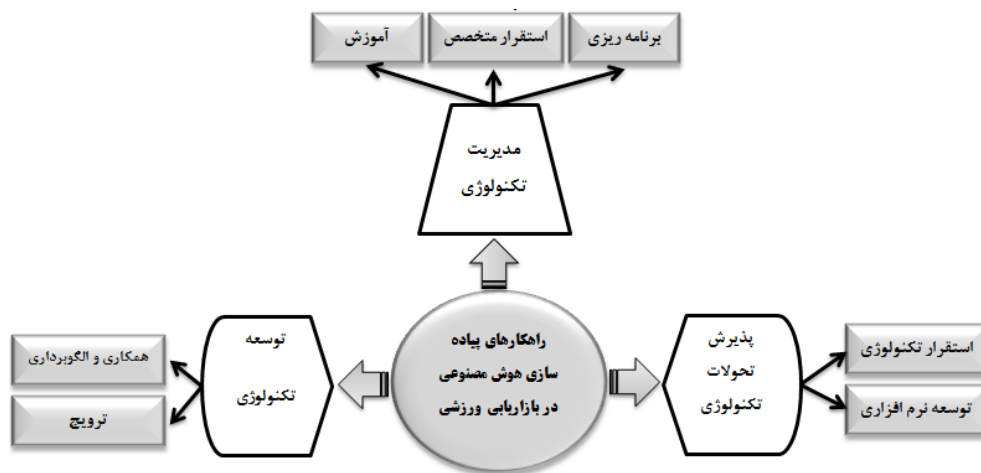 برنامه ریزی
استقرار متخصص
آموزش
مدیریت
تکنولوژی
راهکارهای پیاده
سازی هوش مصنوعی
در بازاریابی ورزشی
پذیرش
تحولات
تکنولوژی
استقرار تکنولوژی
توسعه نرم افزاری
توسعه
تکنولوژی
همکاری و الگوبرداری
ترویج